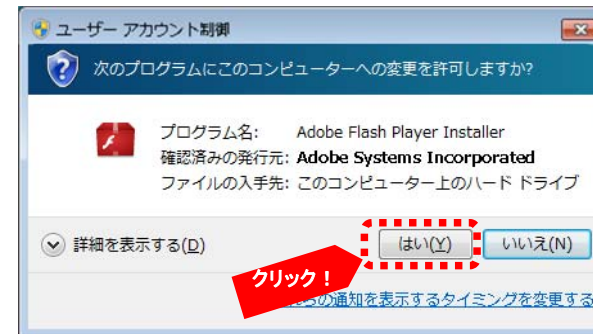 ユーザー アカウント制御
次のプログラムにこのコンピューターへの変更を許可しますか?
プログラム名: Adobe Flash Player Installer
確認済みの発行元: Adobe Systems Incorporated
ファイルの入手先: このコンピューター上のハード ドライブ
詳細を表示する(D)
はい(Y)
いいえ(N)
クリック！
らの通知を表示するタイミングを変更する